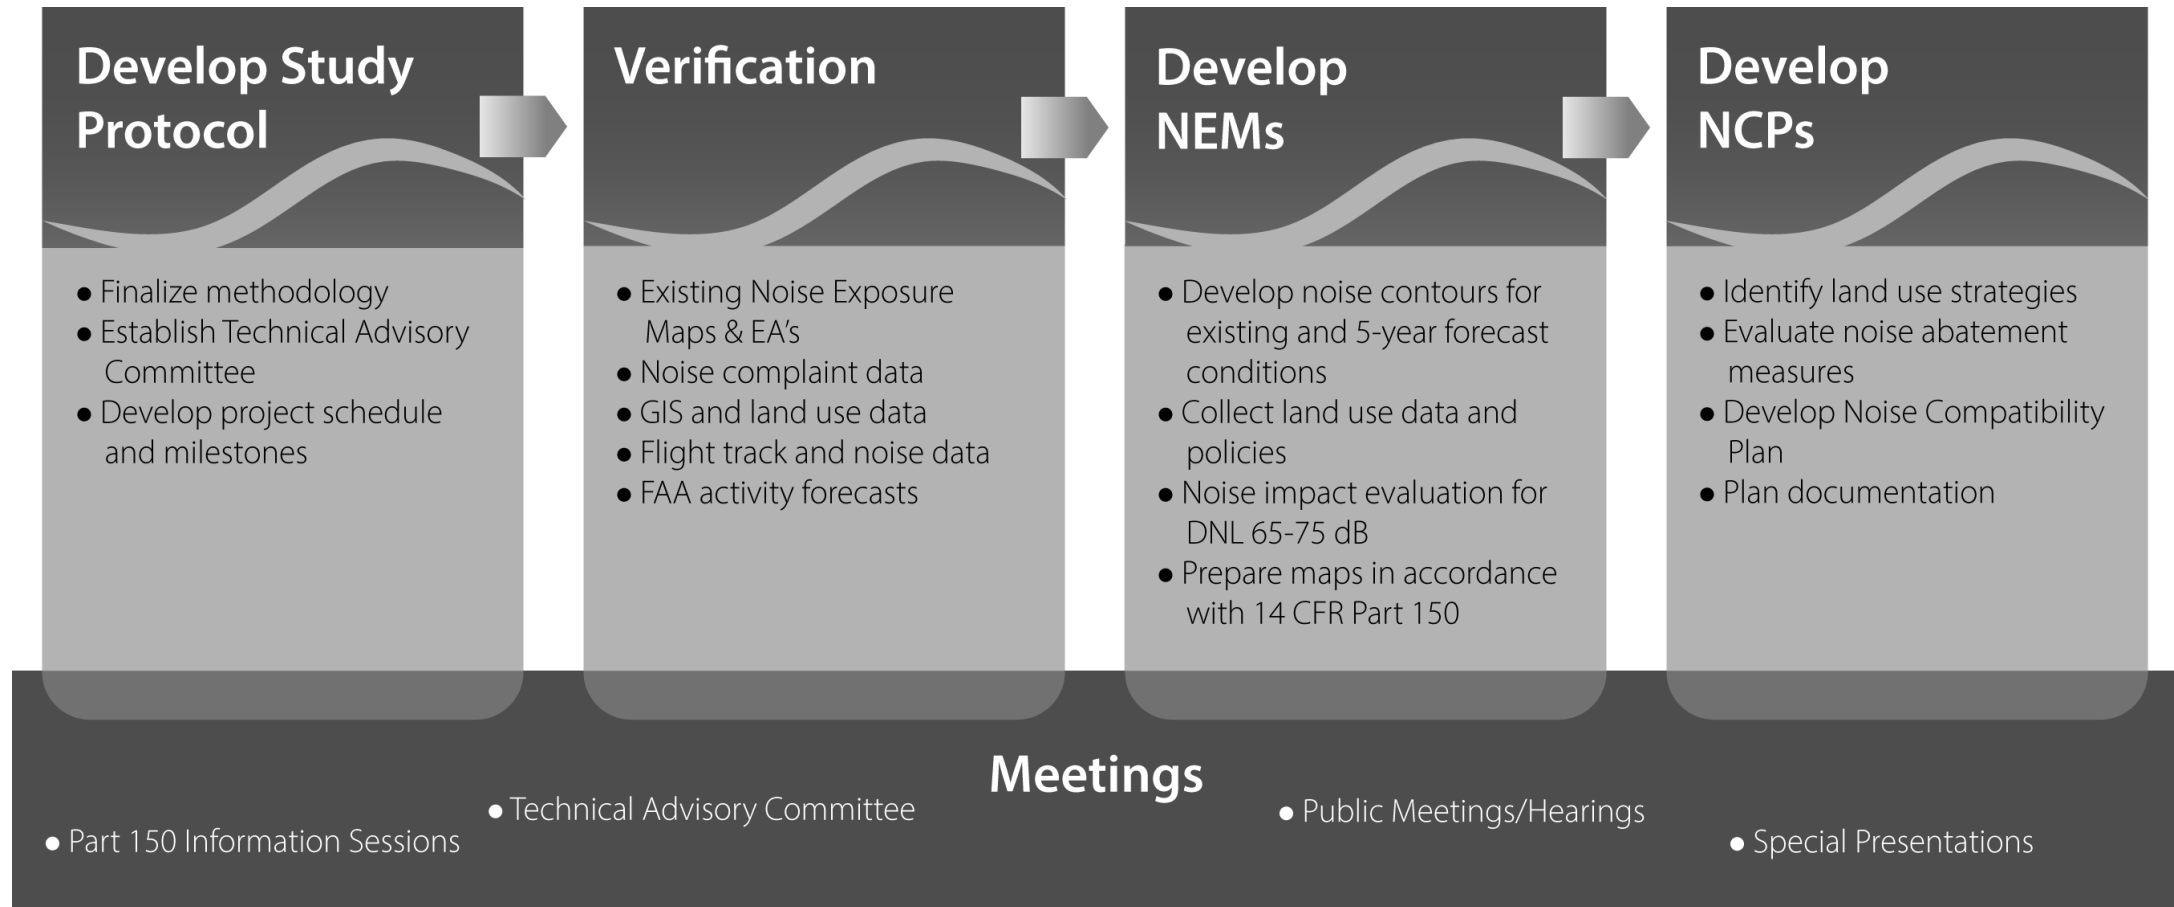 Develop Study
Protocol
● Finalize methodology
● Establish Technical Advisory
Committee
● Develop project schedule
and milestones
Verification
● Existing Noise Exposure
Maps & EA’s
● Noise complaint data
● GIS and land use data
● Flight track and noise data
● FAA activity forecasts
Develop
NEMs
● Develop noise contours for
existing and 5-year forecast
conditions
● Collect land use data and
policies
● Noise impact evaluation for
DNL 65-75 dB
● Prepare maps in accordance
with 14 CFR Part 150
Develop
NCPs
● Identify land use strategies
● Evaluate noise abatement
measures
● Develop Noise Compatibility
Plan
● Plan documentation
Meetings
● Part 150 Information Sessions
● Technical Advisory Committee
● Public Meetings/Hearings
● Special Presentations